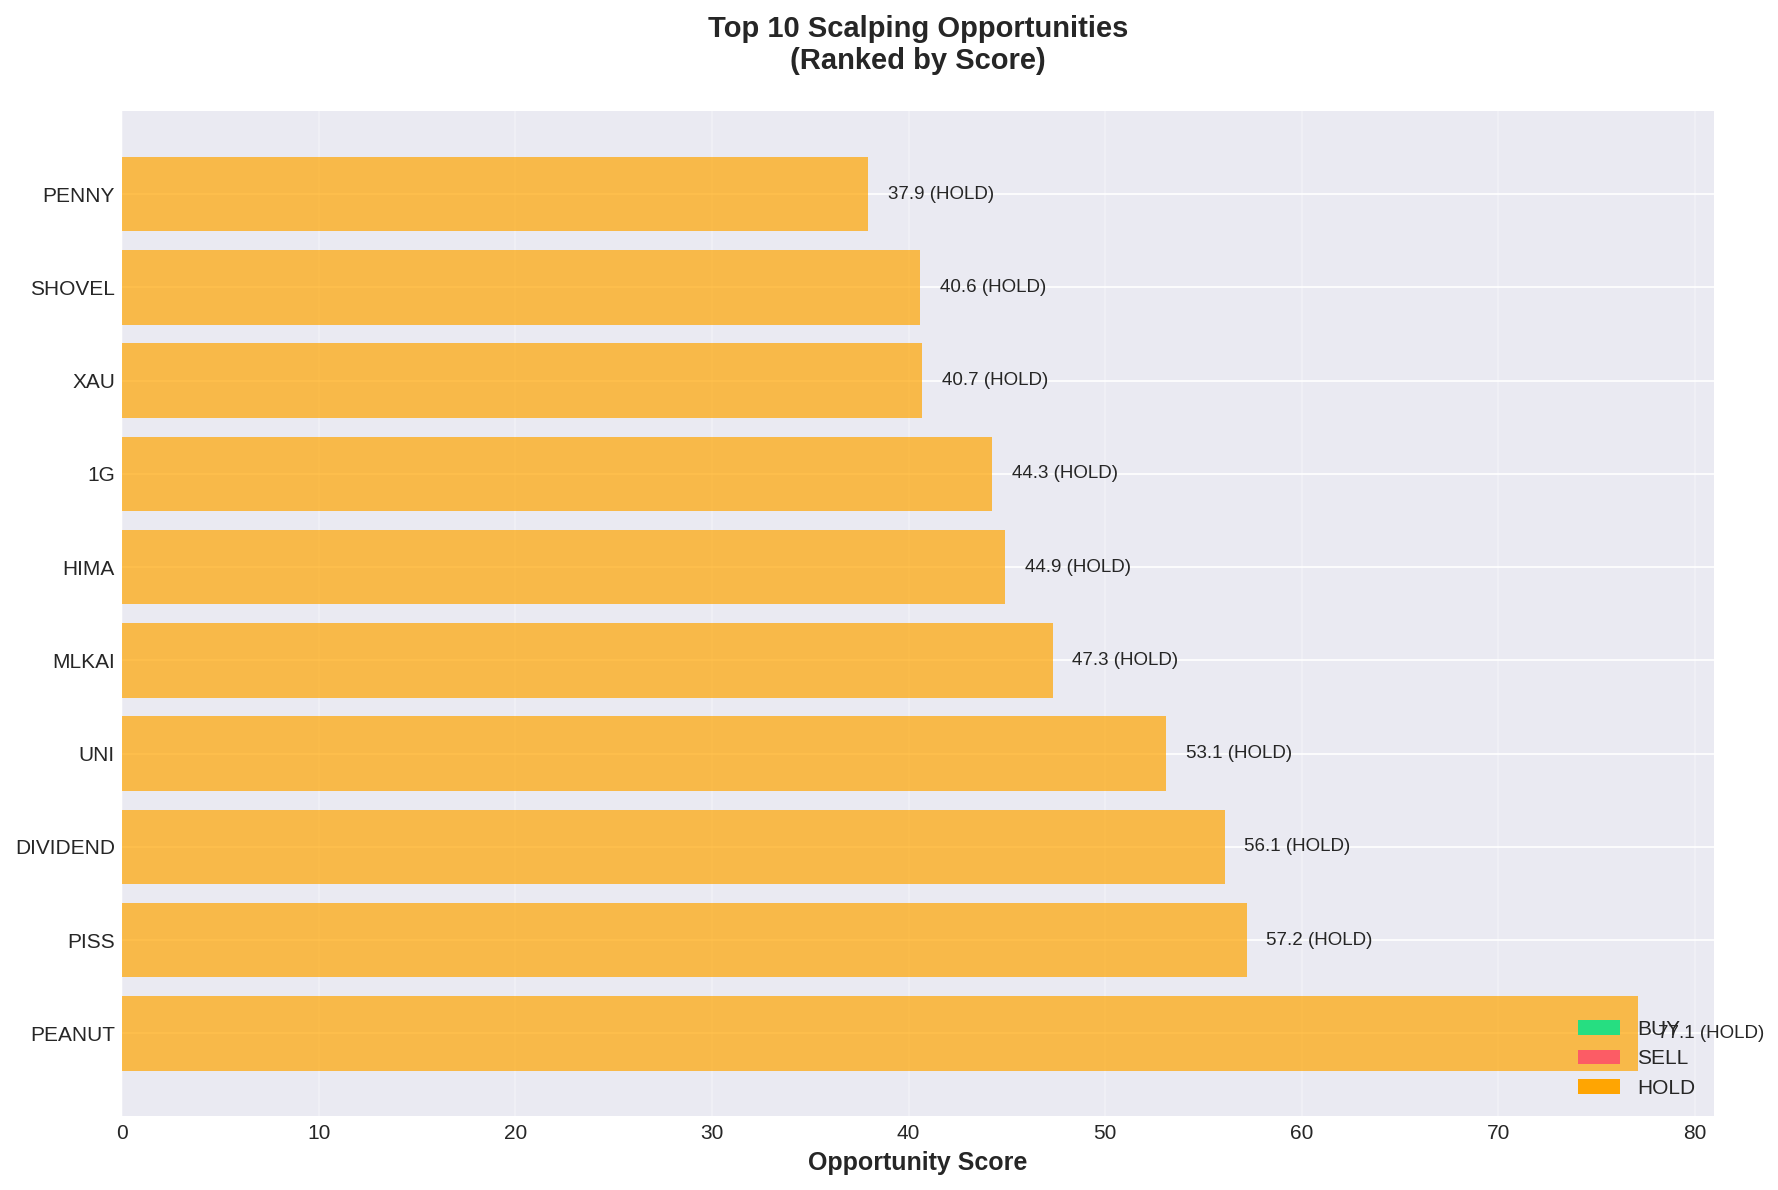 Top 10 Scalping Opportunities
(Ranked by Score)
PENNY 37.9 (HOLD)
SHOVEL 40.6 (HOLD)
XAU 40.7 (HOLD)
1G 44.3 (HOLD)
HIMA 44.9 (HOLD)
MLKAI 47.3 (HOLD)
UNI 53.1 (HOLD)
DIVIDEND 56.1 (HOLD)
PISS 57.2 (HOLD)
PEANUT 77.1 (HOLD)
BUY
SELL
HOLD
0 10 20 30 40 50 60 70 80
Opportunity Score